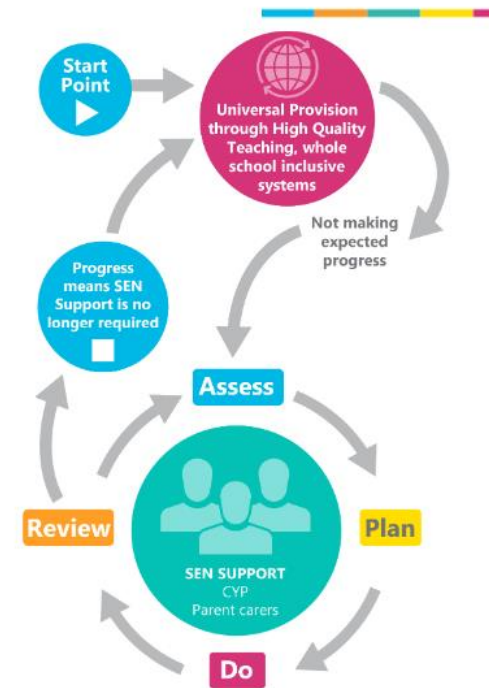 Start
Point
Universal Provision
through High Quality
Teaching, whole
school inclusive
systems
Not making
expected
progress
Progress
means SEN
Support is no
longer required
Assess
Plan
Do
Review
SEN SUPPORT
CYP
Parent carers